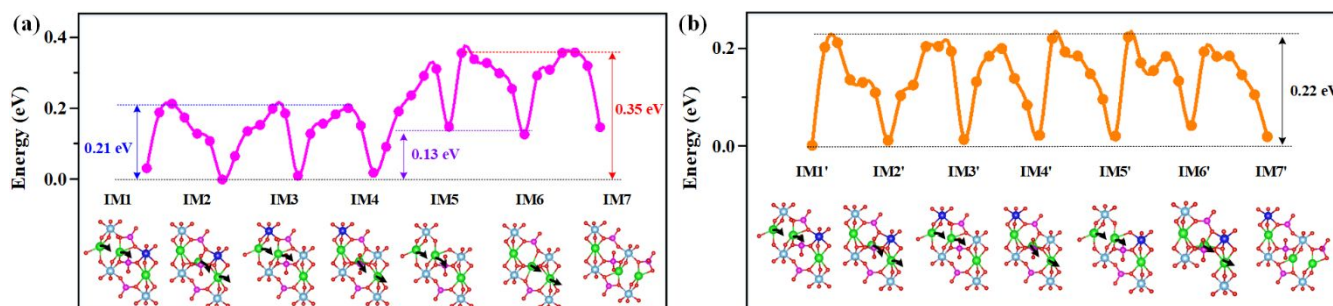 (a)
Energy (eV)
0.4
0.2
0.0
0.21 eV
0.13 eV
0.35 eV
IM1 IM2 IM3 IM4 IM5 IM6 IM7
(b)
Energy (eV)
0.2
0.0
0.22 eV
IM1' IM2' IM3' IM4' IM5' IM6' IM7'